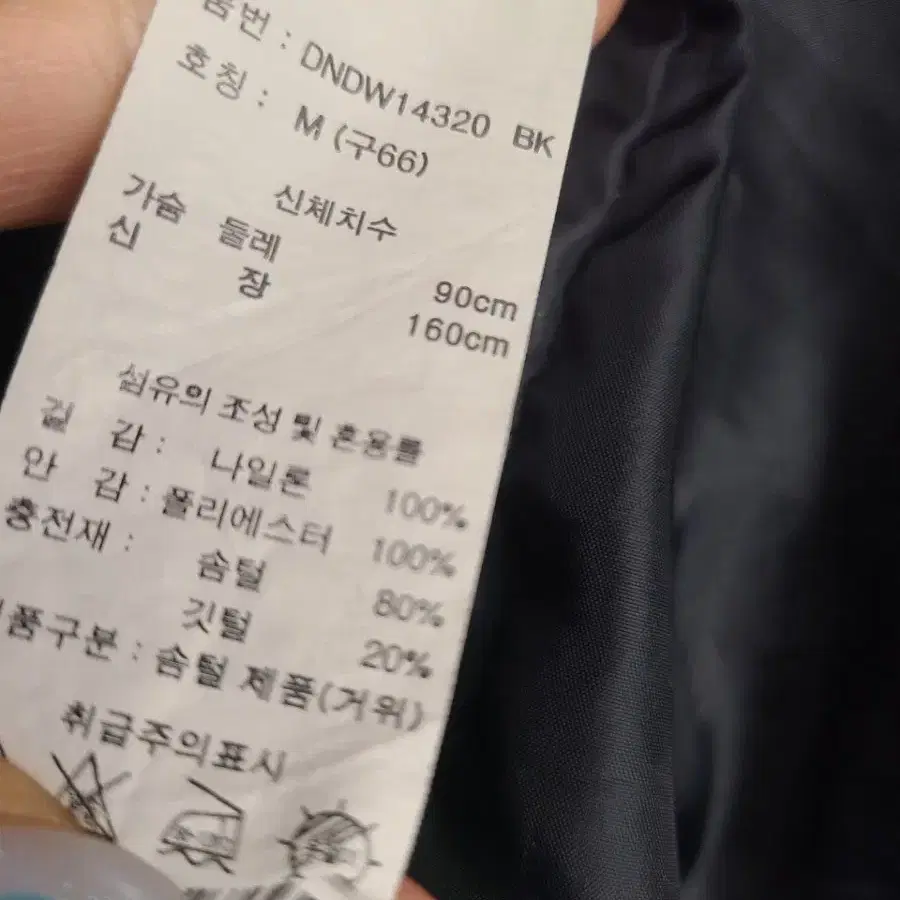 품번 : DNDW14320 BK
호칭 : M (구66)
신체치수
가슴 둘레 90cm
신 장 160cm
섬유의 조성 및 혼용률
겉 감 : 나일론 100%
안 감 : 폴리에스터 100%
충전재 : 솜털 80%
깃털 20%
제품구분 : 솜털 제품(거위)
취급주의표시